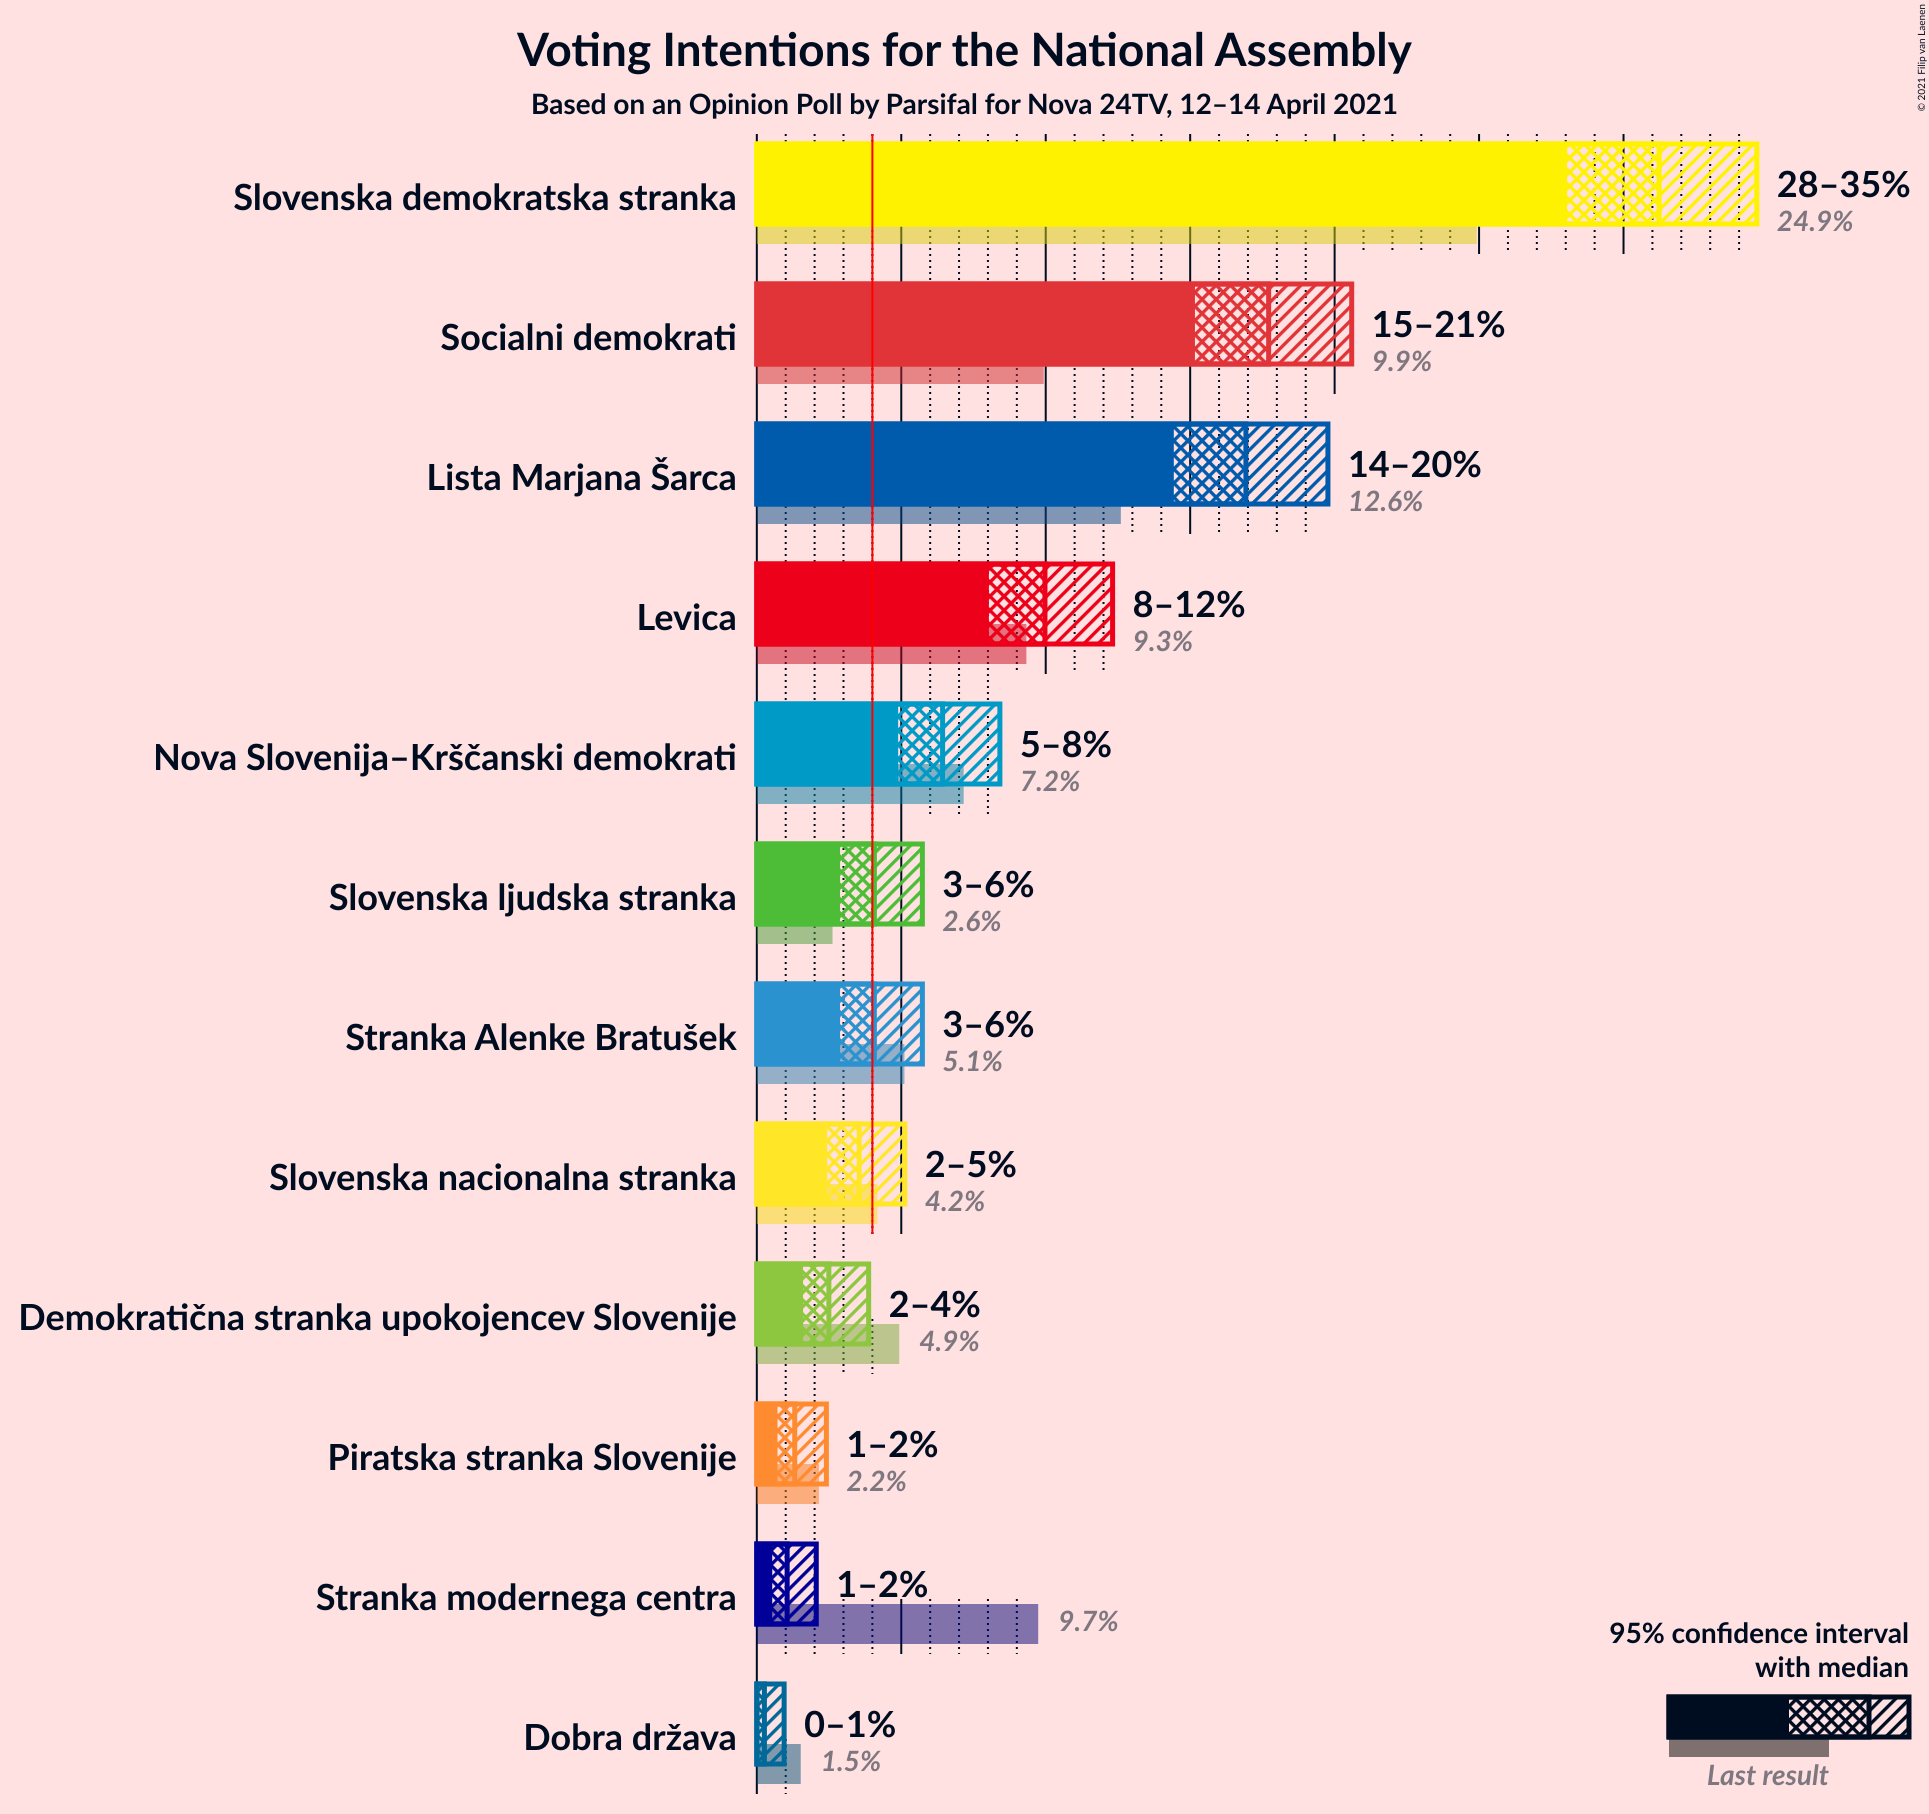 Voting Intentions for the National Assembly
Based on an Opinion Poll by Parsifal for Nova 24TV, 12–14 April 2021
© 2021 Filip van Laenen
Slovenska demokratska stranka
28–35%
24.9%
Socialni demokrati
15–21%
9.9%
Lista Marjana Šarca
14–20%
12.6%
Levica
8–12%
9.3%
Nova Slovenija–Krščanski demokrati
5–8%
7.2%
Slovenska ljudska stranka
3–6%
2.6%
Stranka Alenke Bratušek
3–6%
5.1%
Slovenska nacionalna stranka
2–5%
4.2%
Demokratična stranka upokojencev Slovenije
2–4%
4.9%
Piratska stranka Slovenije
1–2%
2.2%
Stranka modernega centra
1–2%
9.7%
Dobra država
0–1%
1.5%
95% confidence interval
with median
Last result